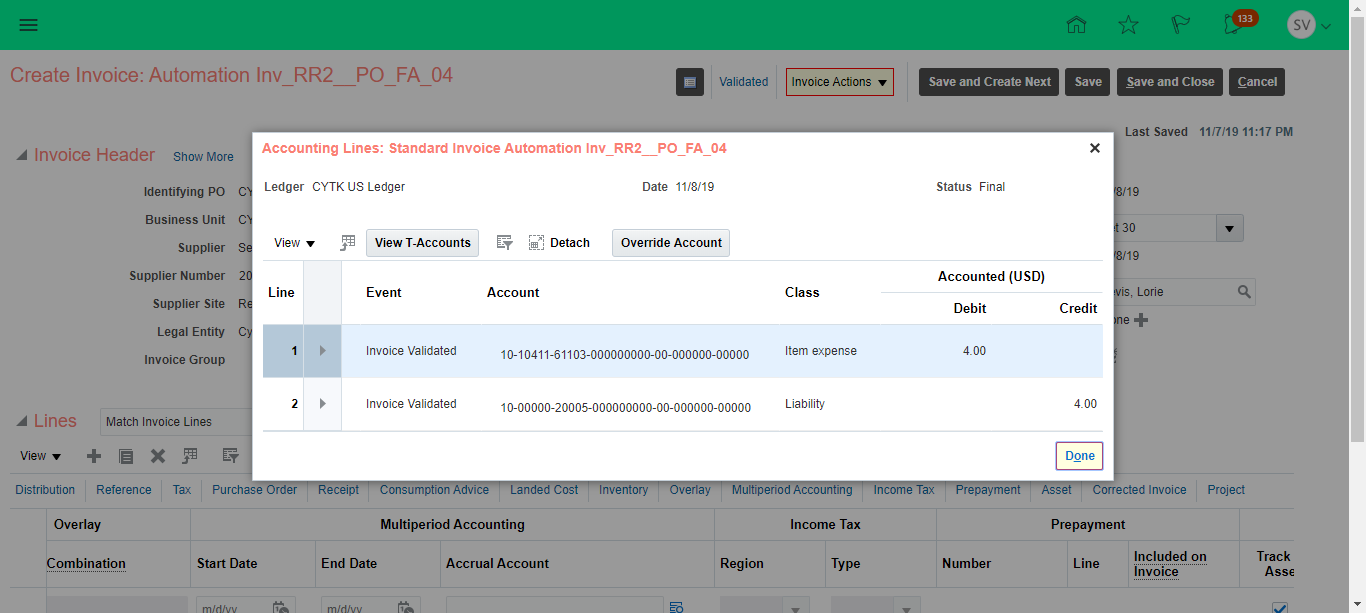 133
SV
Create Invoice: Automation Inv_RR2__PO_FA_04
Validated
Invoice Actions
Save and Create Next
Save
Save and Close
Cancel
Last Saved 11/7/19 11:17 PM
Invoice Header Show More
Identifying PO CY
Business Unit CY
Supplier Se
Supplier Number 20
Supplier Site Re
Legal Entity Cy
Invoice Group
/8/19
t 30
/8/19
vis, Lorie
one
Accounting Lines: Standard Invoice Automation Inv_RR2__PO_FA_04
Ledger CYTK US Ledger
Date 11/8/19
Status Final
View View T-Accounts Detach Override Account
Line Event Account Class Accounted (USD)
Debit Credit
1 Invoice Validated 10-10411-61103-000000000-00-000000-00000 Item expense 4.00
2 Invoice Validated 10-00000-20005-000000000-00-000000-00000 Liability 4.00
Done
Lines Match Invoice Lines
View
Distribution Reference Tax Purchase Order Receipt Consumption Advice Landed Cost Inventory Overlay Multiperiod Accounting Income Tax Prepayment Asset Corrected Invoice Project
Overlay Multiperiod Accounting Income Tax Prepayment
Combination Start Date End Date Accrual Account Region Type Number Line Included on Invoice Track Asse
m/d/yy m/d/yy